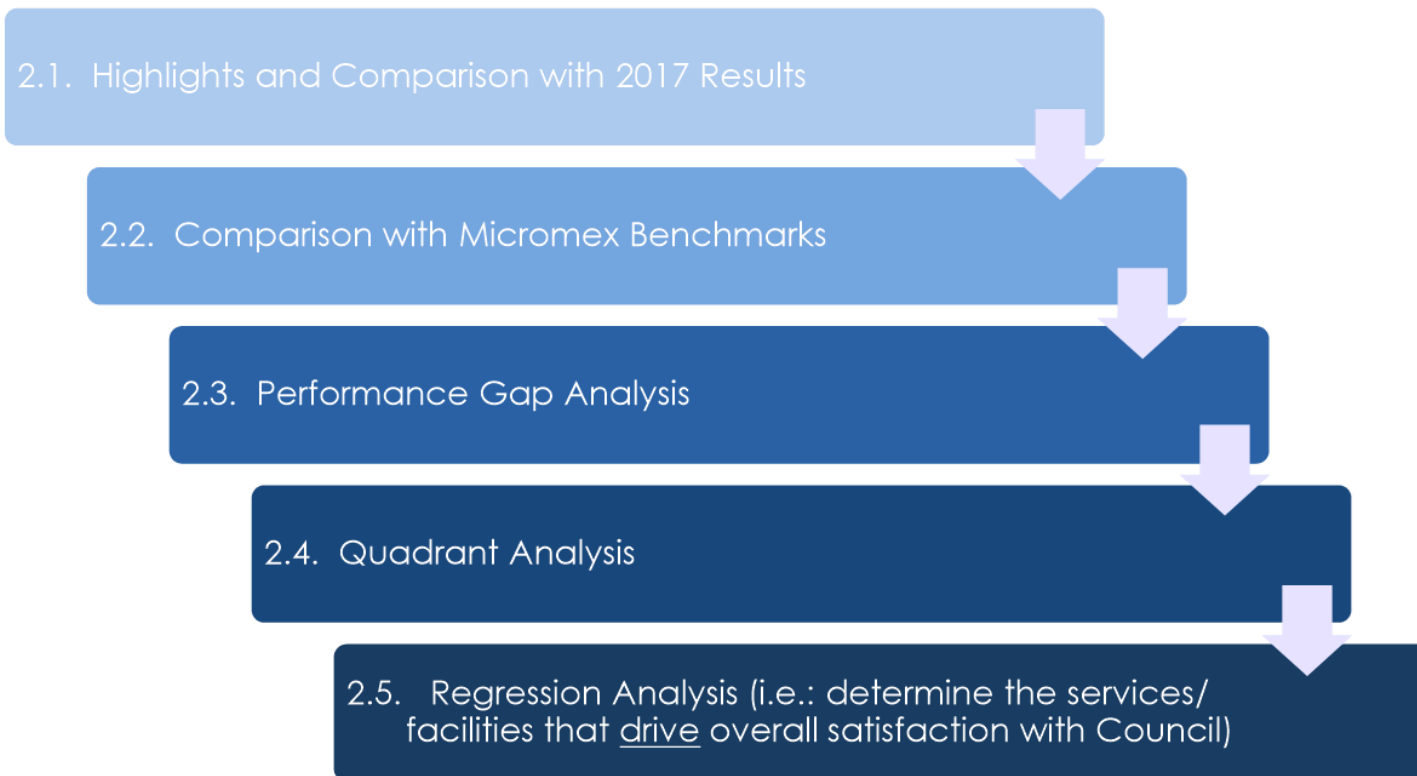 2.1. Highlights and Comparison with 2017 Results
2.2. Comparison with Micromex Benchmarks
2.3. Performance Gap Analysis
2.4. Quadrant Analysis
2.5. Regression Analysis (i.e.: determine the services/
facilities that drive overall satisfaction with Council)